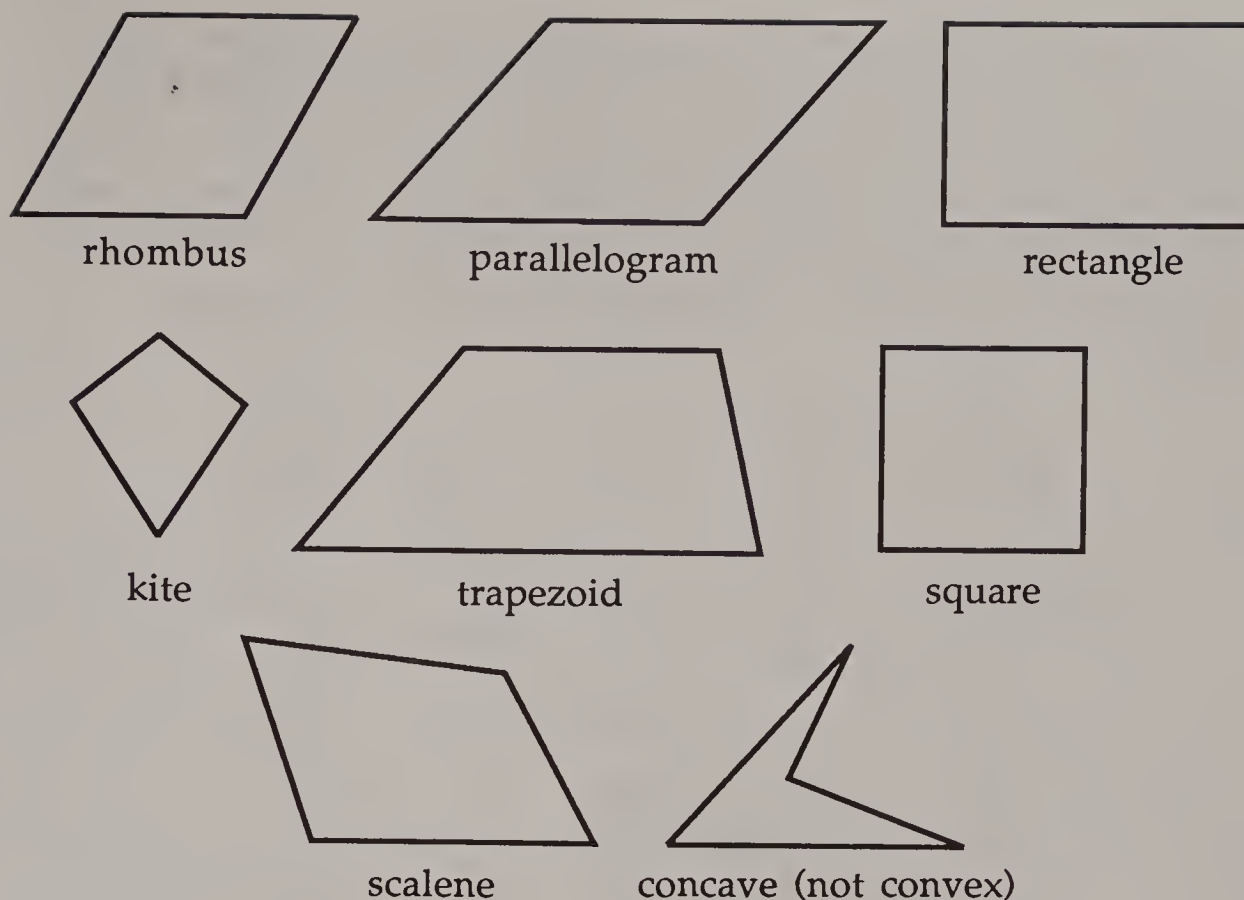 rhombus
parallelogram
rectangle
kite
trapezoid
square
scalene
concave (not convex)